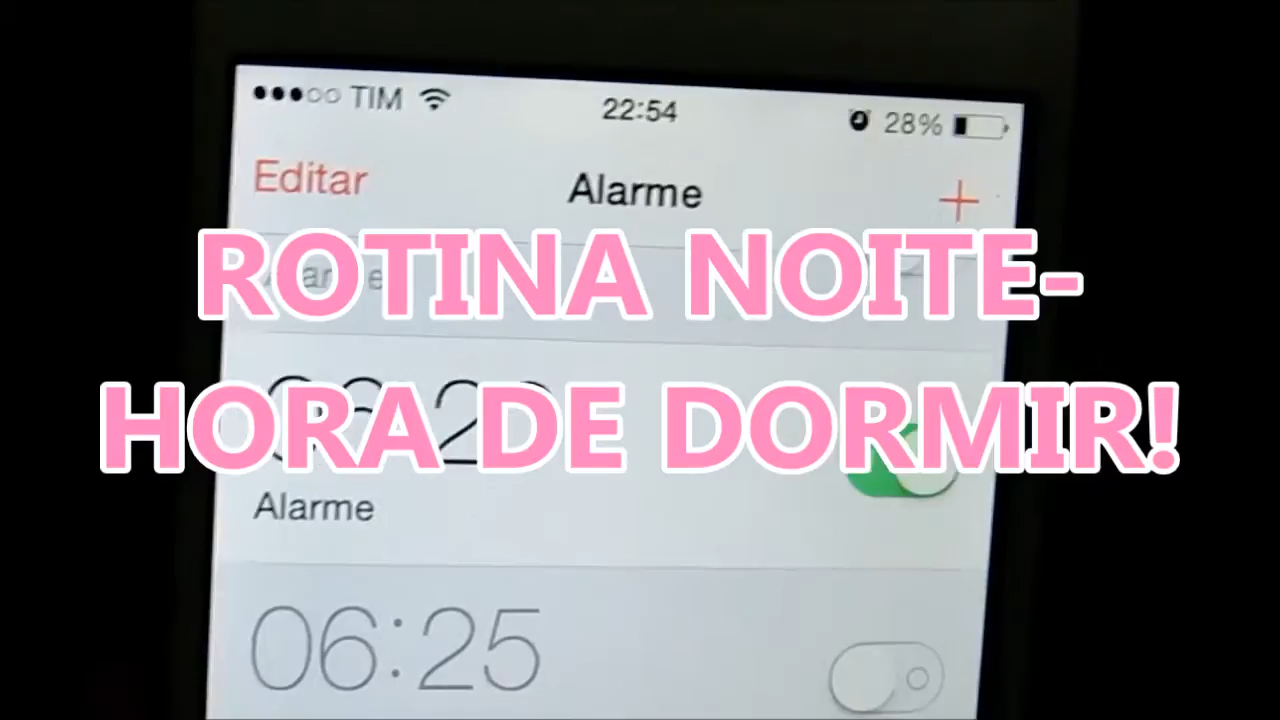 TIM 22:54 28%
Editar Alarme +
ROTINA NOITE-
HORA DE DORMIR!
Alarme
06:25